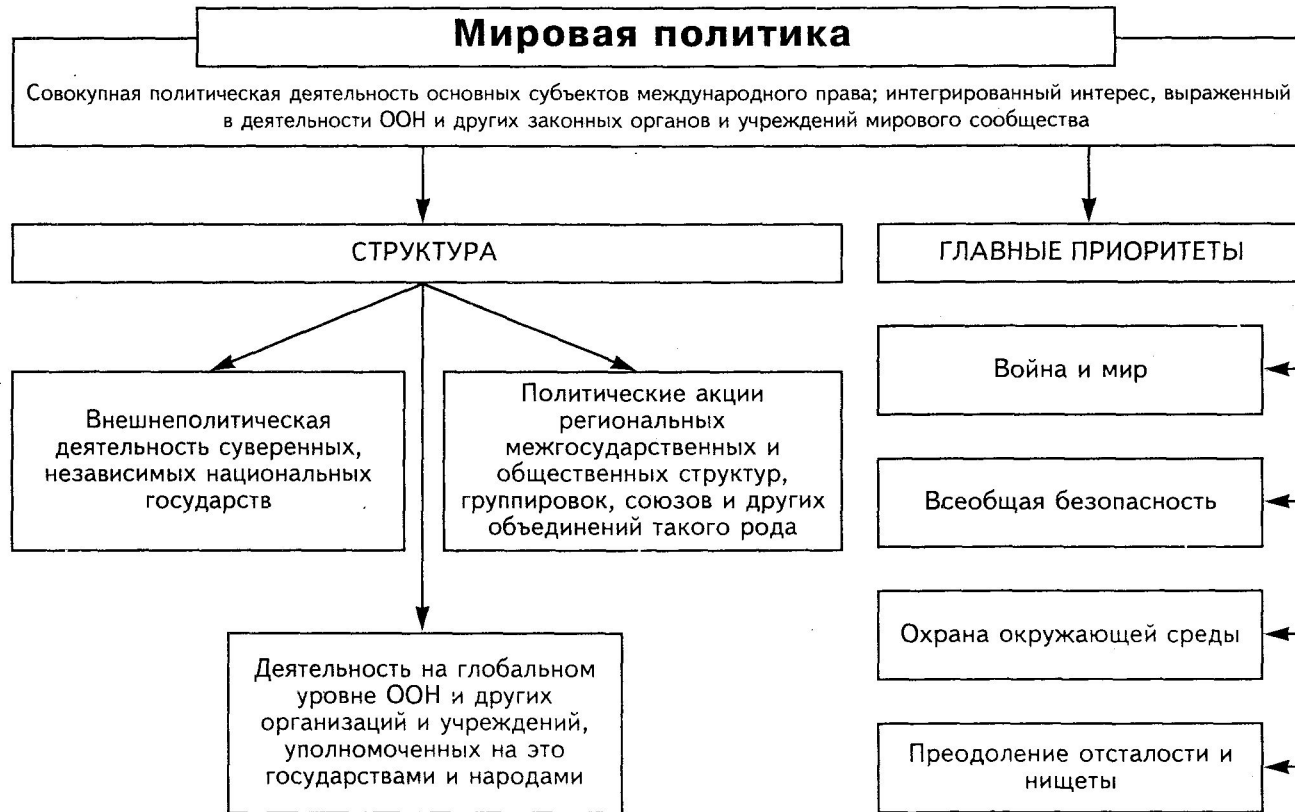 Мировая политика
Совокупная политическая деятельность основных субъектов международного права; интегрированный интерес, выраженный
в деятельности ООН и других законных органов и учреждений мирового сообщества
СТРУКТУРА
Внешнеполитическая
деятельность суверенных,
независимых национальных
государств
Политические акции
региональных
межгосударственных и
общественных структур,
группировок, союзов и других
объединений такого рода
Деятельность на глобальном
уровне ООН и других
организаций и учреждений,
уполномоченных на это
государствами и народами
ГЛАВНЫЕ ПРИОРИТЕТЫ
Война и мир
Всеобщая безопасность
Охрана окружающей среды
Преодоление отсталости и
нищеты